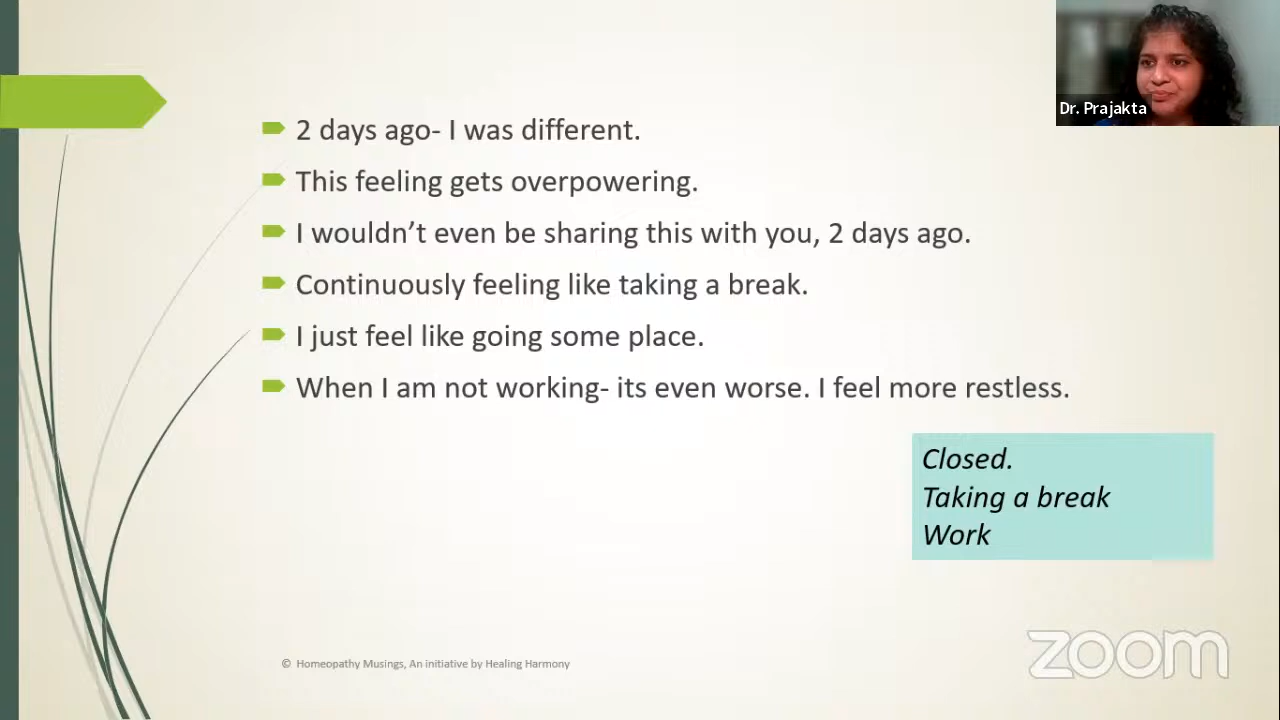 Dr. Prajakta
2 days ago- I was different.
This feeling gets overpowering.
I wouldn’t even be sharing this with you, 2 days ago.
Continuously feeling like taking a break.
I just feel like going some place.
When I am not working- its even worse. I feel more restless.
Closed.
Taking a break
Work
© Homeopathy Musings, An initiative by Healing Harmony
zoom